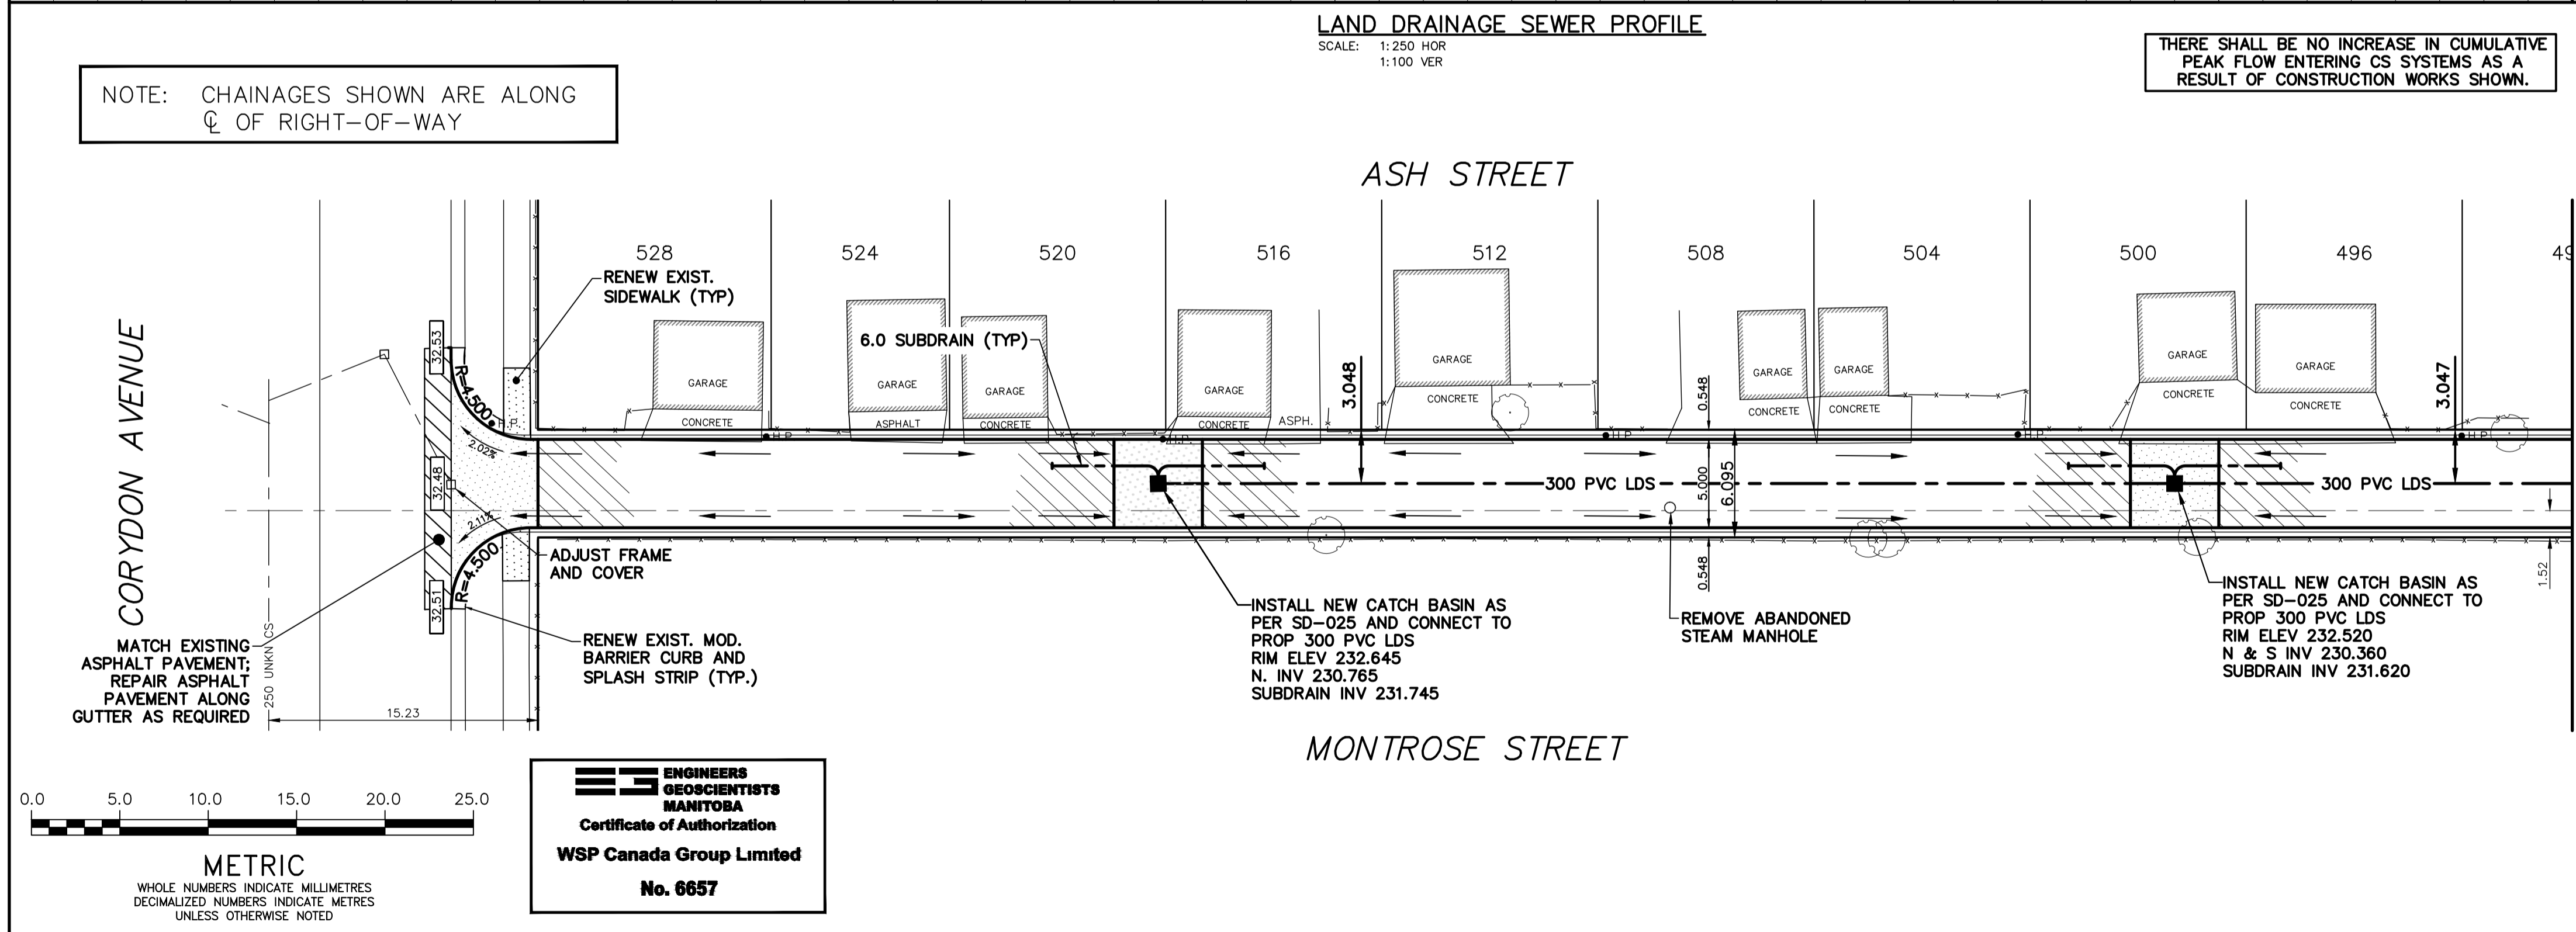 LAND DRAINAGE SEWER PROFILE
SCALE: 1:250 HOR
1:100 VER
THERE SHALL BE NO INCREASE IN CUMULATIVE
PEAK FLOW ENTERING CS SYSTEMS AS A
RESULT OF CONSTRUCTION WORKS SHOWN.
NOTE: CHAINAGES SHOWN ARE ALONG
℄ OF RIGHT-OF-WAY
ASH STREET
528
524
520
516
512
508
504
500
496
49
RENEW EXIST.
SIDEWALK (TYP)
6.0 SUBDRAIN (TYP)
CORYDON AVENUE
32.53
32.48
32.51
R=4.500
R=4.500
2.02%
2.11%
H.P.
GARAGE
CONCRETE
H.P.
GARAGE
ASPHALT
GARAGE
CONCRETE
H.P.
GARAGE
CONCRETE
ASPH.
3.048
GARAGE
CONCRETE
H.P.
0.548
5.000
6.095
0.548
GARAGE
CONCRETE
GARAGE
CONCRETE
H.P.
GARAGE
CONCRETE
GARAGE
CONCRETE
3.047
H.P.
300 PVC LDS
300 PVC LDS
1.52
ADJUST FRAME
AND COVER
RENEW EXIST. MOD.
BARRIER CURB AND
SPLASH STRIP (TYP.)
MATCH EXISTING
ASPHALT PAVEMENT;
REPAIR ASPHALT
PAVEMENT ALONG
GUTTER AS REQUIRED
250 UNKN CS
15.23
INSTALL NEW CATCH BASIN AS
PER SD-025 AND CONNECT TO
PROP 300 PVC LDS
RIM ELEV 232.645
N. INV 230.765
SUBDRAIN INV 231.745
REMOVE ABANDONED
STEAM MANHOLE
INSTALL NEW CATCH BASIN AS
PER SD-025 AND CONNECT TO
PROP 300 PVC LDS
RIM ELEV 232.520
N & S INV 230.360
SUBDRAIN INV 231.620
MONTROSE STREET
0.0 5.0 10.0 15.0 20.0 25.0
METRIC
WHOLE NUMBERS INDICATE MILLIMETRES
DECIMALIZED NUMBERS INDICATE METRES
UNLESS OTHERWISE NOTED
ENGINEERS
GEOSCIENTISTS
MANITOBA
Certificate of Authorization
WSP Canada Group Limited
No. 6657